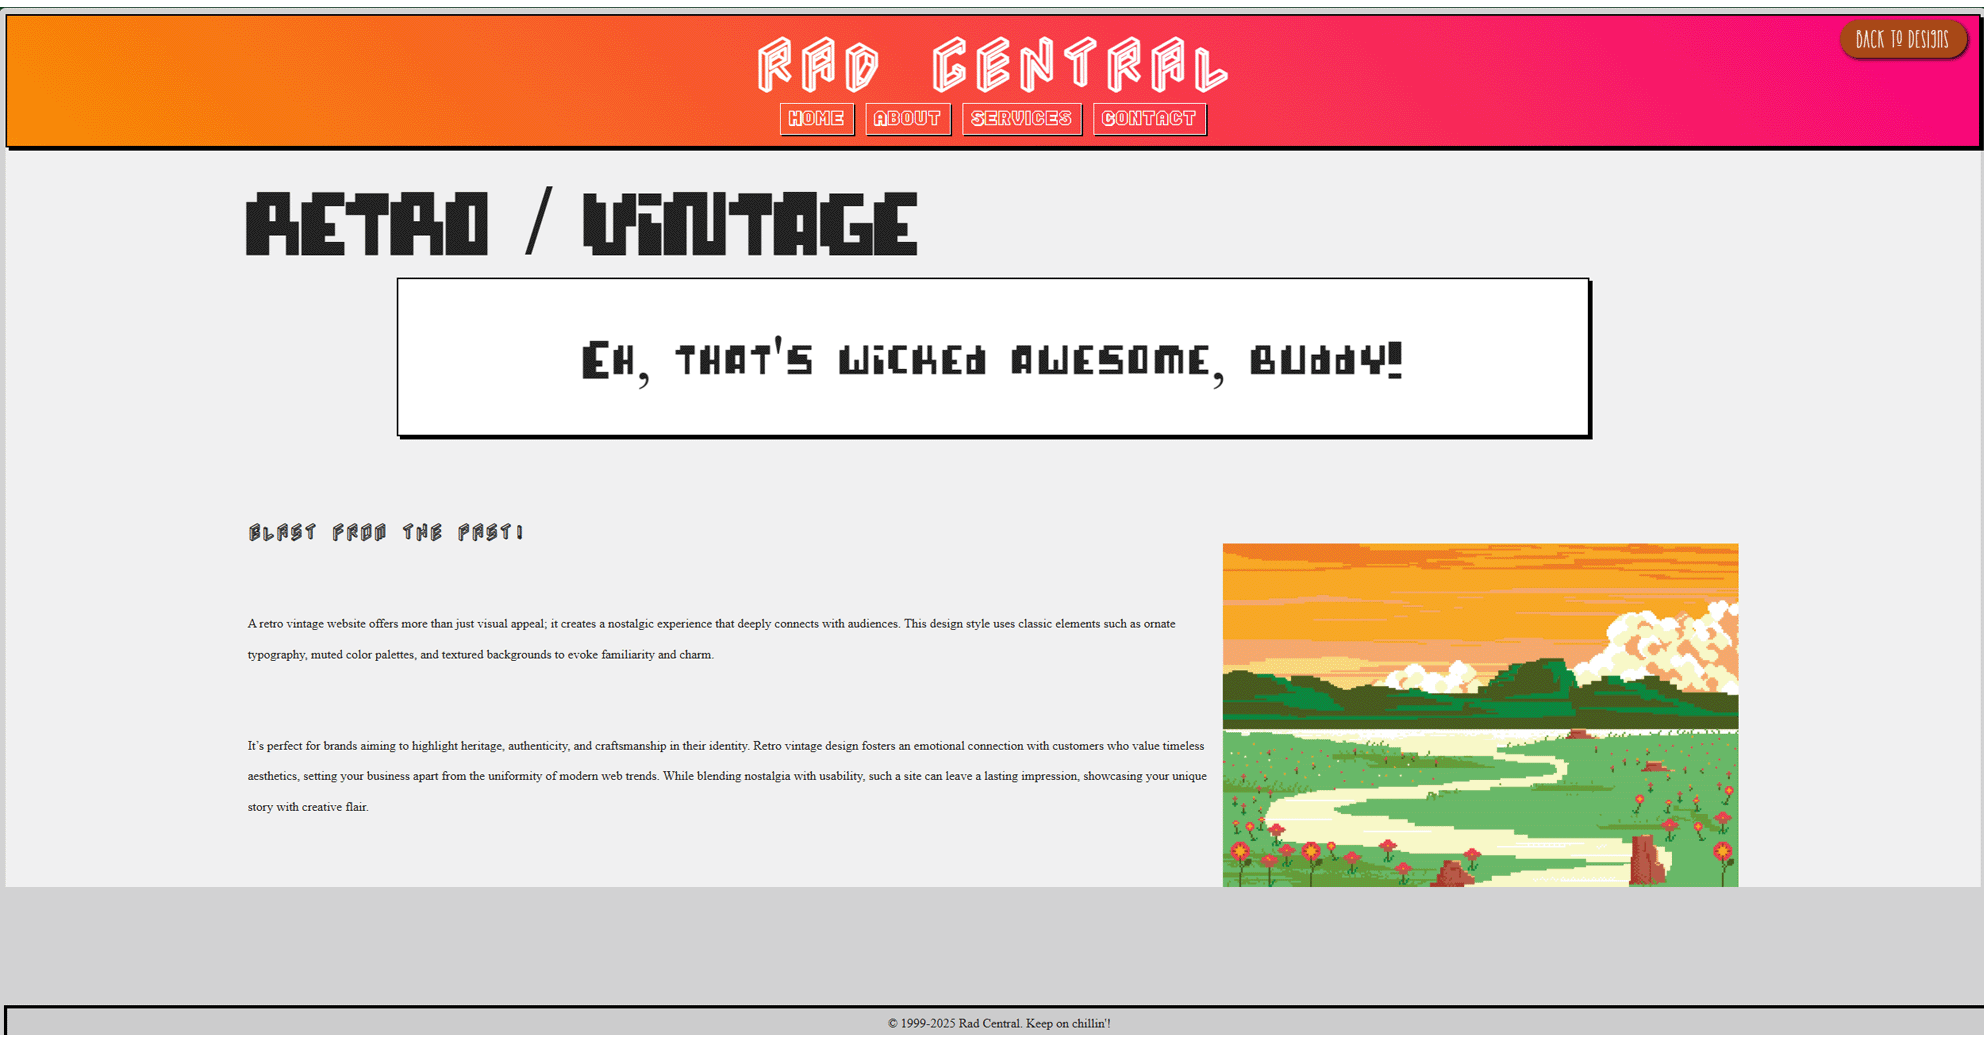 RAD CENTRAL
BACK TO DESIGNS
HOME ABOUT SERVICES CONTACT
RETRO / VINTAGE
EH, THAT'S WICKED AWESOME, BUDDY!
BLAST FROM THE PAST!
A retro vintage website offers more than just visual appeal; it creates a nostalgic experience that deeply connects with audiences. This design style uses classic elements such as ornate
typography, muted color palettes, and textured backgrounds to evoke familiarity and charm.
It's perfect for brands aiming to highlight heritage, authenticity, and craftsmanship in their identity. Retro vintage design fosters an emotional connection with customers who value timeless
aesthetics, setting your business apart from the uniformity of modern web trends. While blending nostalgia with usability, such a site can leave a lasting impression, showcasing your unique
story with creative flair.
© 1999-2025 Rad Central. Keep on chillin'!